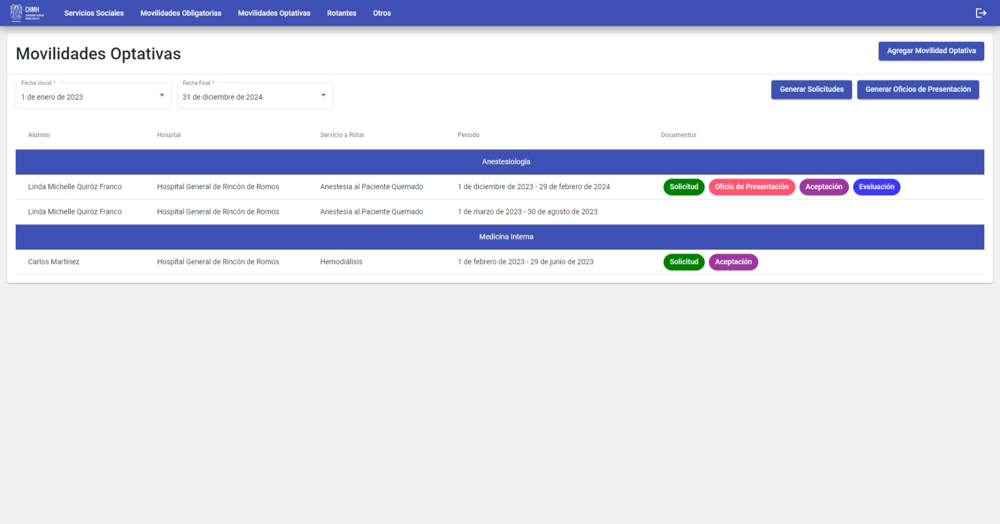 CHMH
CENTENARIO HOSPITAL
MIGUEL HIDALGO
Servicios Sociales Movilidades Obligatorias Movilidades Optativas Rotantes Otros
Movilidades Optativas
Agregar Movilidad Optativa
Fecha Inicial * Fecha Final *
1 de enero de 2023 31 de diciembre de 2024
Generar Solicitudes Generar Oficios de Presentación
Alumno Hospital Servicio a Rotar Periodo Documentos
Anestesiología
Linda Michelle Quiróz Franco Hospital General de Rincón de Romos Anestesia al Paciente Quemado 1 de diciembre de 2023 - 29 de febrero de 2024 Solicitud Oficio de Presentación Aceptación Evaluación
Linda Michelle Quiróz Franco Hospital General de Rincón de Romos Anestesia al Paciente Quemado 1 de marzo de 2023 - 30 de agosto de 2023
Medicina Interna
Carlos Martínez Hospital General de Rincón de Romos Hemodiálisis 1 de febrero de 2023 - 29 de junio de 2023 Solicitud Aceptación